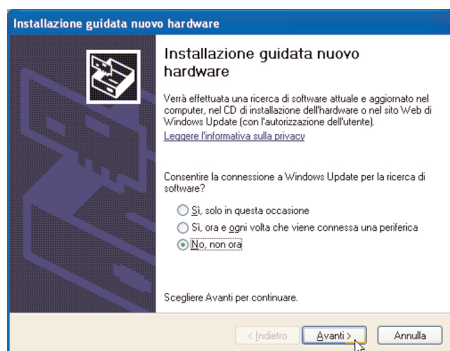 Installazione guidata nuovo hardware
Installazione guidata nuovo
hardware
Verrà effettuata una ricerca di software attuale e aggiornato nel
computer, nel CD di installazione dell'hardware o nel sito Web di
Windows Update (con l'autorizzazione dell'utente).
Leggere l'informativa sulla privacy
Consentire la connessione a Windows Update per la ricerca di
software?
Sì, solo in questa occasione
Sì, ora e ogni volta che viene connessa una periferica
No, non ora
Scegliere Avanti per continuare.
< Indietro Avanti > Annulla